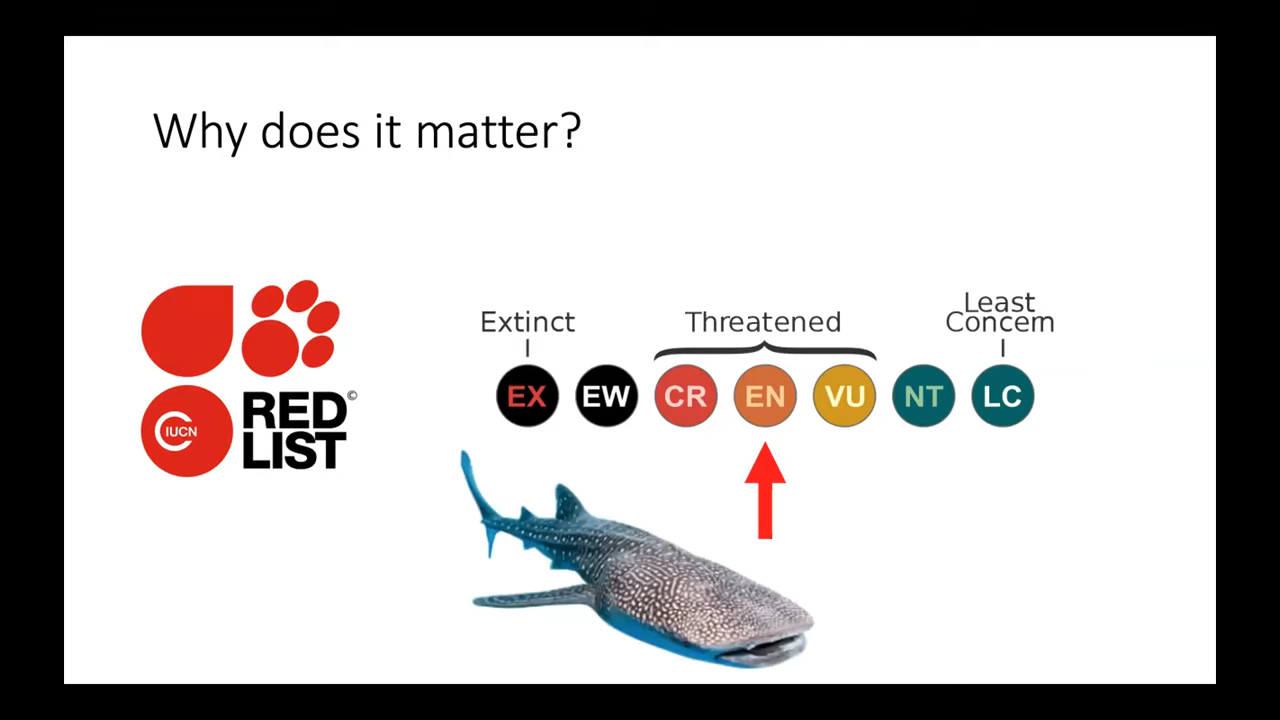 Why does it matter?
Extinct
Threatened
Least
Concern
EX
EW
CR
EN
VU
NT
LC
IUCN
RED
LIST
©